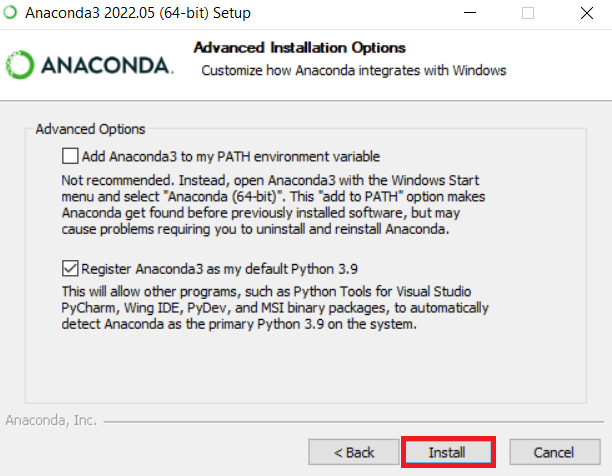 Anaconda3 2022.05 (64-bit) Setup
ANACONDA.
Advanced Installation Options
Customize how Anaconda integrates with Windows
Advanced Options
Add Anaconda3 to my PATH environment variable
Not recommended. Instead, open Anaconda3 with the Windows Start
menu and select "Anaconda (64-bit)". This "add to PATH" option makes
Anaconda get found before previously installed software, but may
cause problems requiring you to uninstall and reinstall Anaconda.
Register Anaconda3 as my default Python 3.9
This will allow other programs, such as Python Tools for Visual Studio
PyCharm, Wing IDE, PyDev, and MSI binary packages, to automatically
detect Anaconda as the primary Python 3.9 on the system.
Anaconda, Inc.
< Back
Install
Cancel